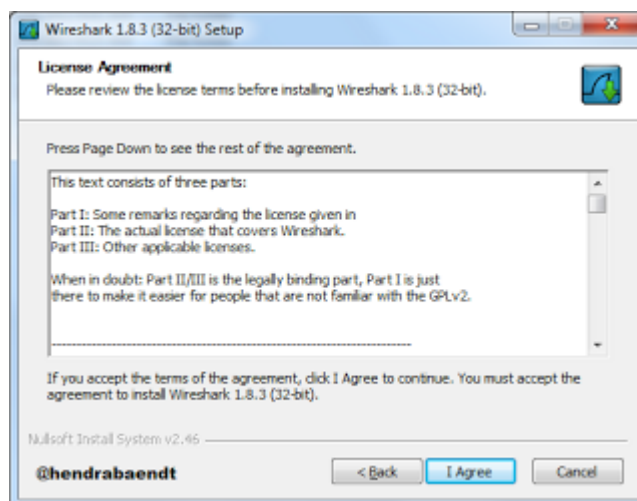 Wireshark 1.8.3 (32-bit) Setup
License Agreement
Please review the license terms before installing Wireshark 1.8.3 (32-bit).
Press Page Down to see the rest of the agreement.
This text consists of three parts:
Part I: Some remarks regarding the license given in
Part II: The actual license that covers Wireshark.
Part III: Other applicable licenses.
When in doubt: Part II/III is the legally binding part, Part I is just
there to make it easier for people that are not familiar with the GPLv2.
-------------------------------------------------------------------------------
If you accept the terms of the agreement, click I Agree to continue. You must accept the
agreement to install Wireshark 1.8.3 (32-bit).
Nullsoft Install System v2.46
@hendrabaendt
< Back I Agree Cancel